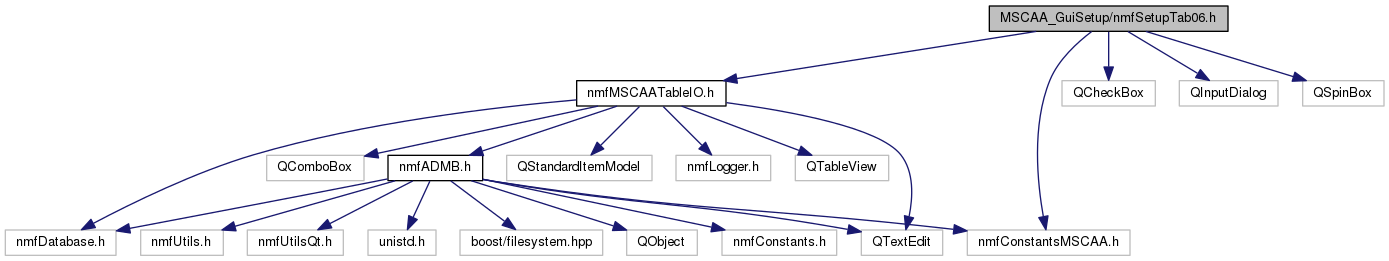 MSCAA_GuiSetup/nmfSetupTab06.h
nmfMSCAATableIO.h
QCheckBox
QInputDialog
QSpinBox
QComboBox
nmfADMB.h
QStandardItemModel
nmfLogger.h
QTableView
nmfDatabase.h
nmfUtils.h
nmfUtilsQt.h
unistd.h
boost/filesystem.hpp
QObject
nmfConstants.h
QTextEdit
nmfConstantsMSCAA.h